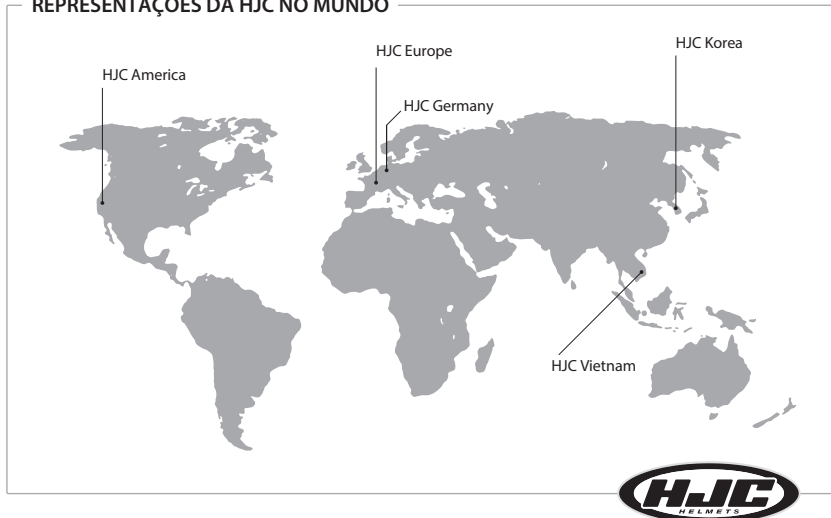 REPRESENTAÇÕES DA HJC NO MUNDO
HJC Korea
HJC Europe
HJC America
HJC Germany
HJC Vietnam
HJC
HELMETS